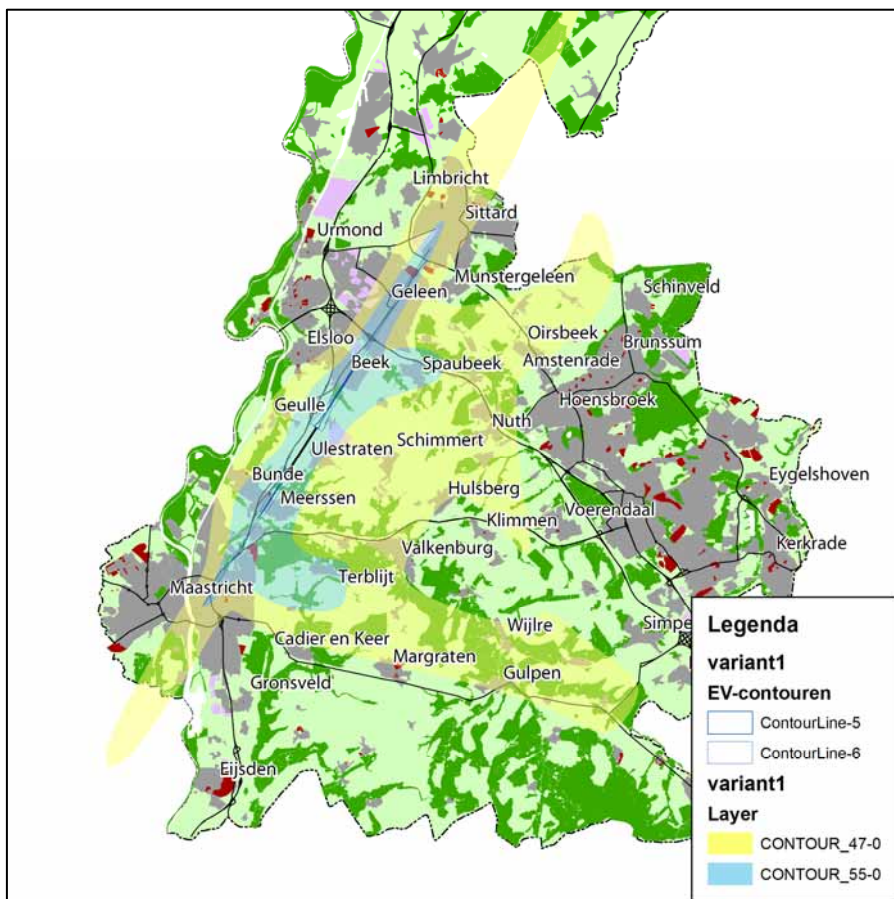 Limbricht
Sittard
Urmond
Munstergeleen
Geleen
Schinveld
Oirsbeek
Elsloo
Brunssum
Amstenrade
Beek
Spaubeek
Hoensbroek
Geulle
Nuth
Schimmert
Ulestraten
Bunde
Eygelshoven
Meerssen
Hulsberg
Voerendaal
Klimmen
Kerkrade
Valkenburg
Terblijt
Maastricht
Wijlre
Simpe
Cadier en Keer
Margraten
Gulpen
Gronsveld
Eijsden
Legenda
variant1
EV-contouren
ContourLine-5
ContourLine-6
variant1
Layer
CONTOUR_47-0
CONTOUR_55-0